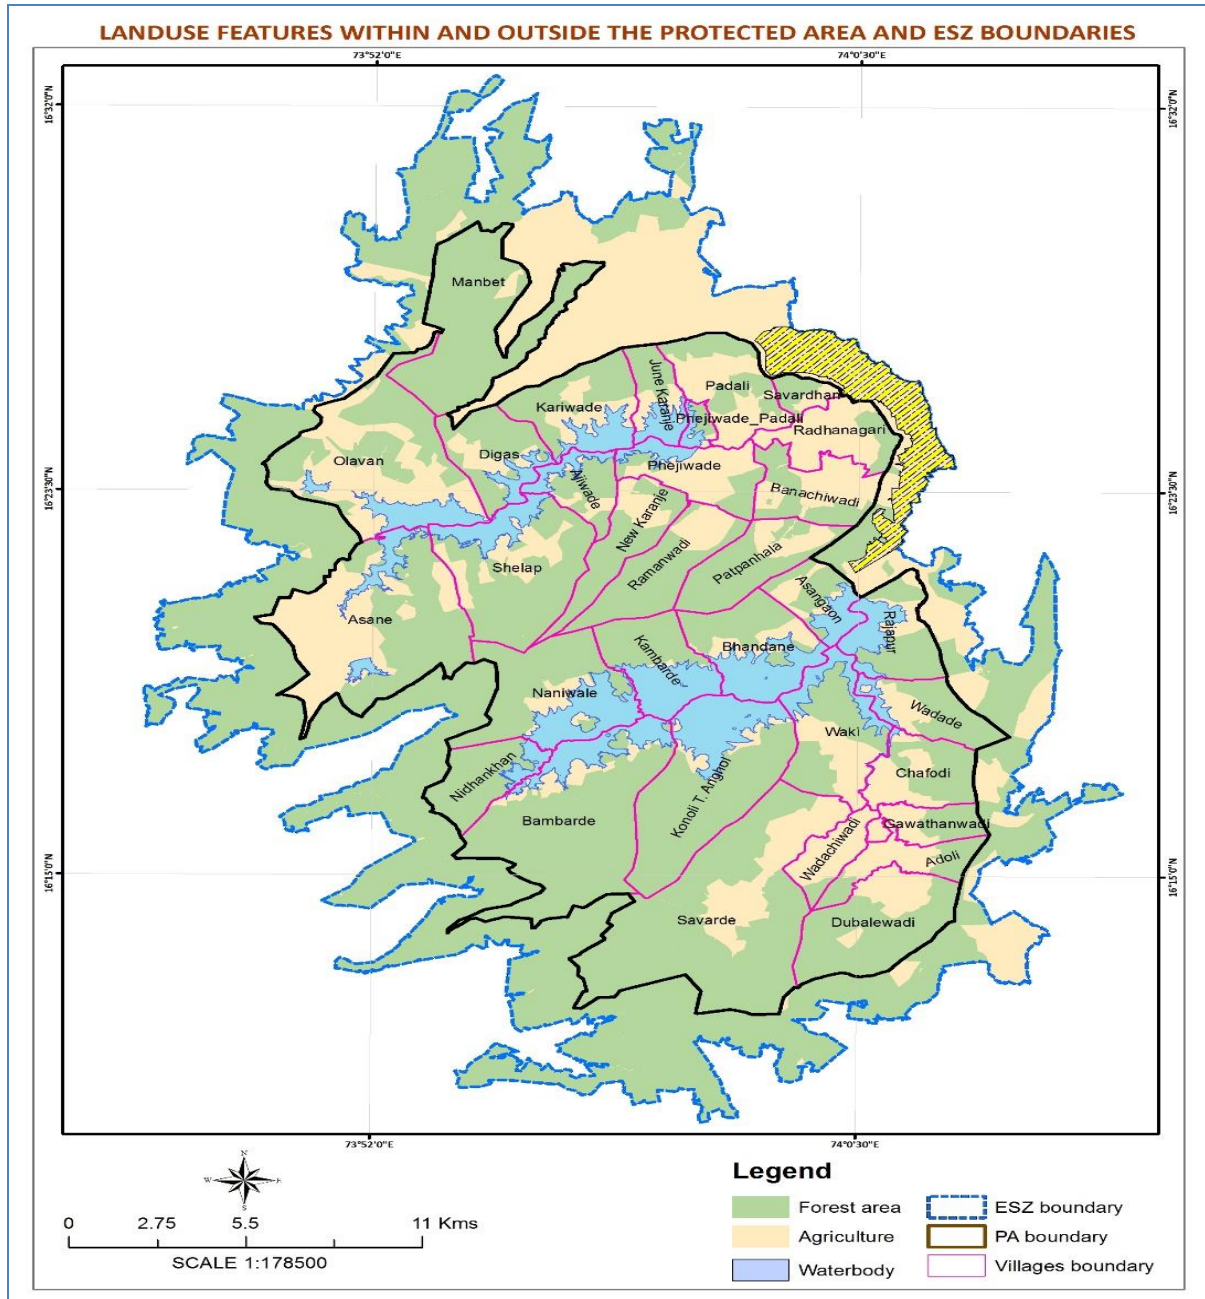 LANDUSE FEATURES WITHIN AND OUTSIDE THE PROTECTED AREA AND ESZ BOUNDARIES
73°52'0"E
74°0'30"E
16°32'0"N
16°32'0"N
Manbet
June Karanje
Padali
Savardhan
Kariwade
Phejiwade_Padali
Radhanagari
Olavan
Digas
Phejiwade
Ajiwade
Banachiwadi
16°23'30"N
16°23'30"N
New Karanje
Ramanwadi
Patpanhala
Shelap
Asane
Asangaon
Rajapur
Bhandane
Kambarde
Naniwale
Wadade
Waki
Nidhankhan
Chafodi
Konoli T. Anghol
Bambarde
Gawathanwadi
Wadachiwadi
Adoli
16°15'0"N
16°15'0"N
Savarde
Dubalewadi
73°52'0"E
74°0'30"E
N
W
E
S
0 2.75 5.5 11 Kms
SCALE 1:178500
Legend
Forest area
Agriculture
Waterbody
ESZ boundary
PA boundary
Villages boundary